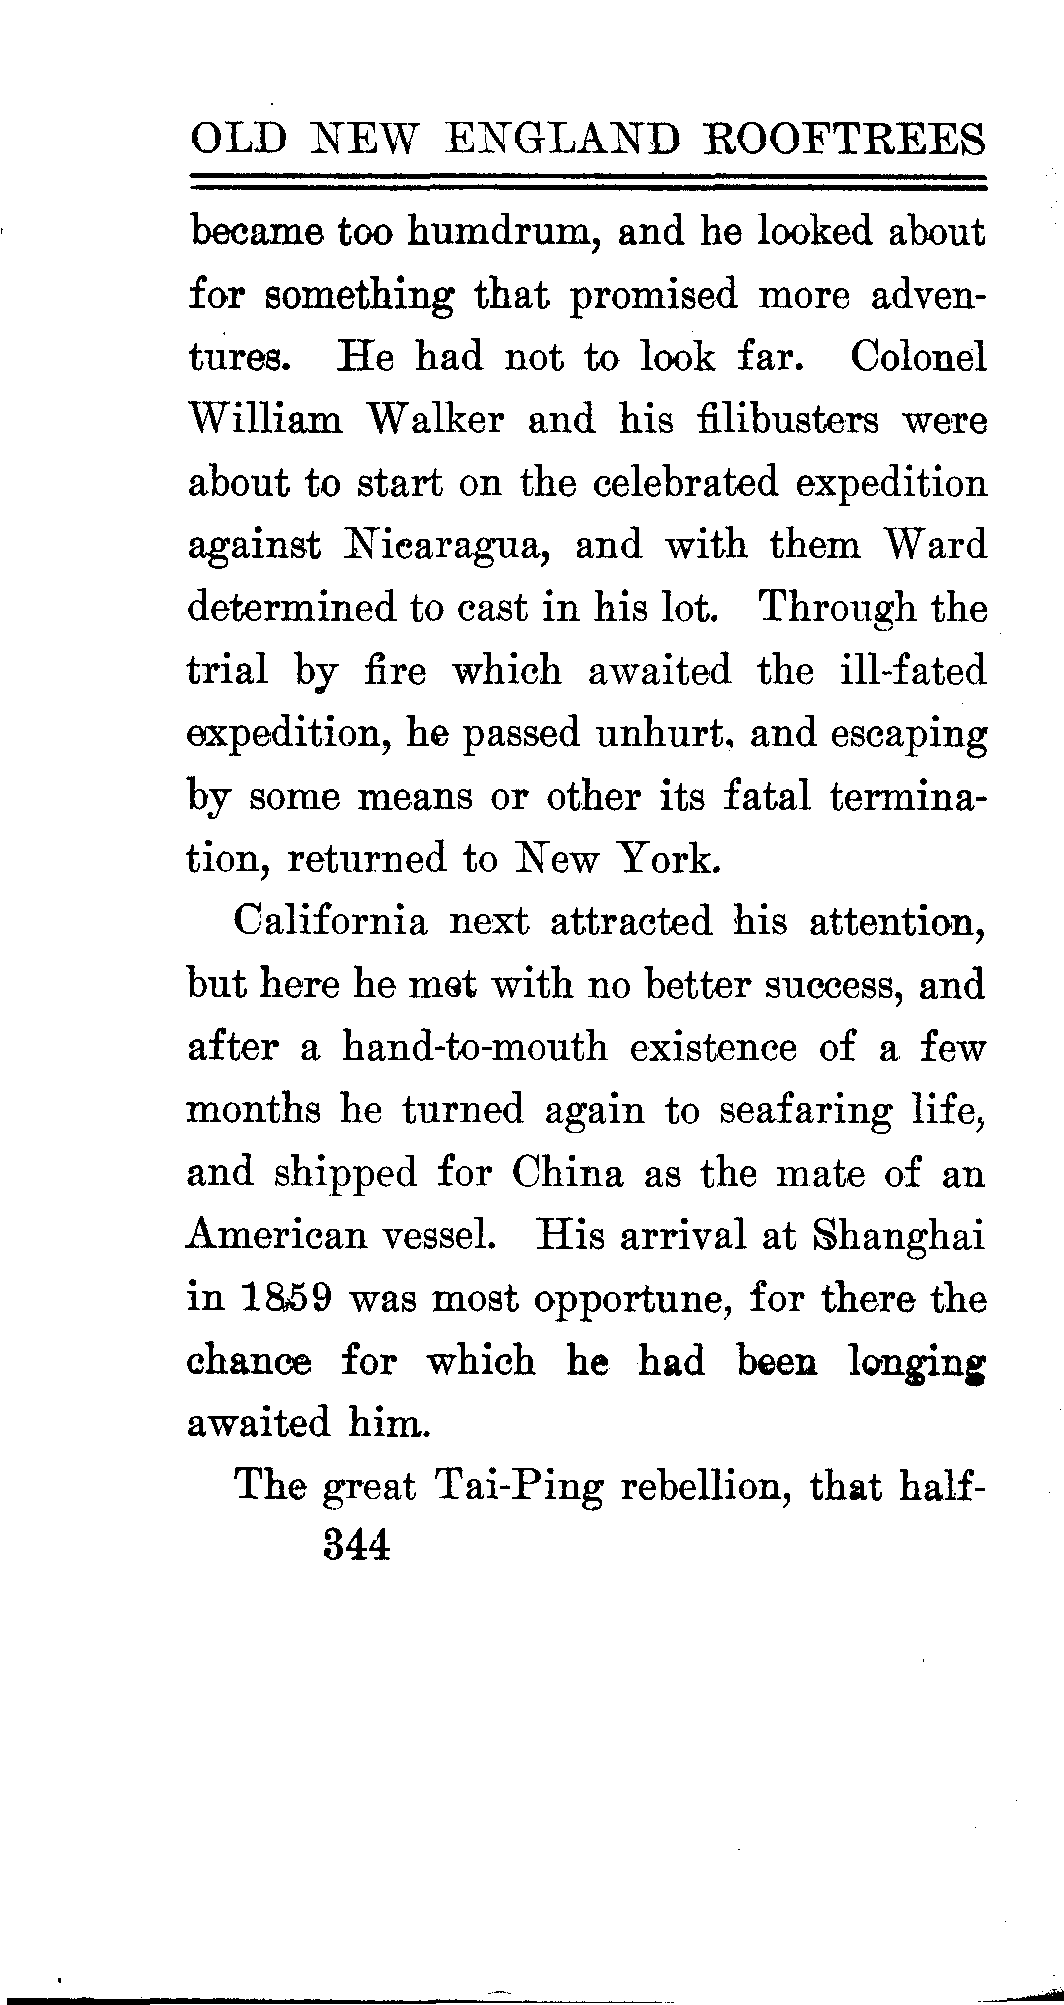 OLD NEW ENGLAND ROOFTREES
became too humdrum, and he looked about
for something that promised more adven-
tures. He had not to look far. Colonel
William Walker and his filibusters were
about to start on the celebrated expedition
against Nicaragua, and with them Ward
determined to cast in his lot. Through the
trial by fire which awaited the ill-fated
expedition, he passed unhurt, and escaping
by some means or other its fatal termina-
tion, returned to New York.
California next attracted his attention,
but here he met with no better success, and
after a hand-to-mouth existence of a few
months he turned again to seafaring life,
and shipped for China as the mate of an
American vessel. His arrival at Shanghai
in 1859 was most opportune, for there the
chance for which he had been longing
awaited him.
The great Tai-Ping rebellion, that half-
344